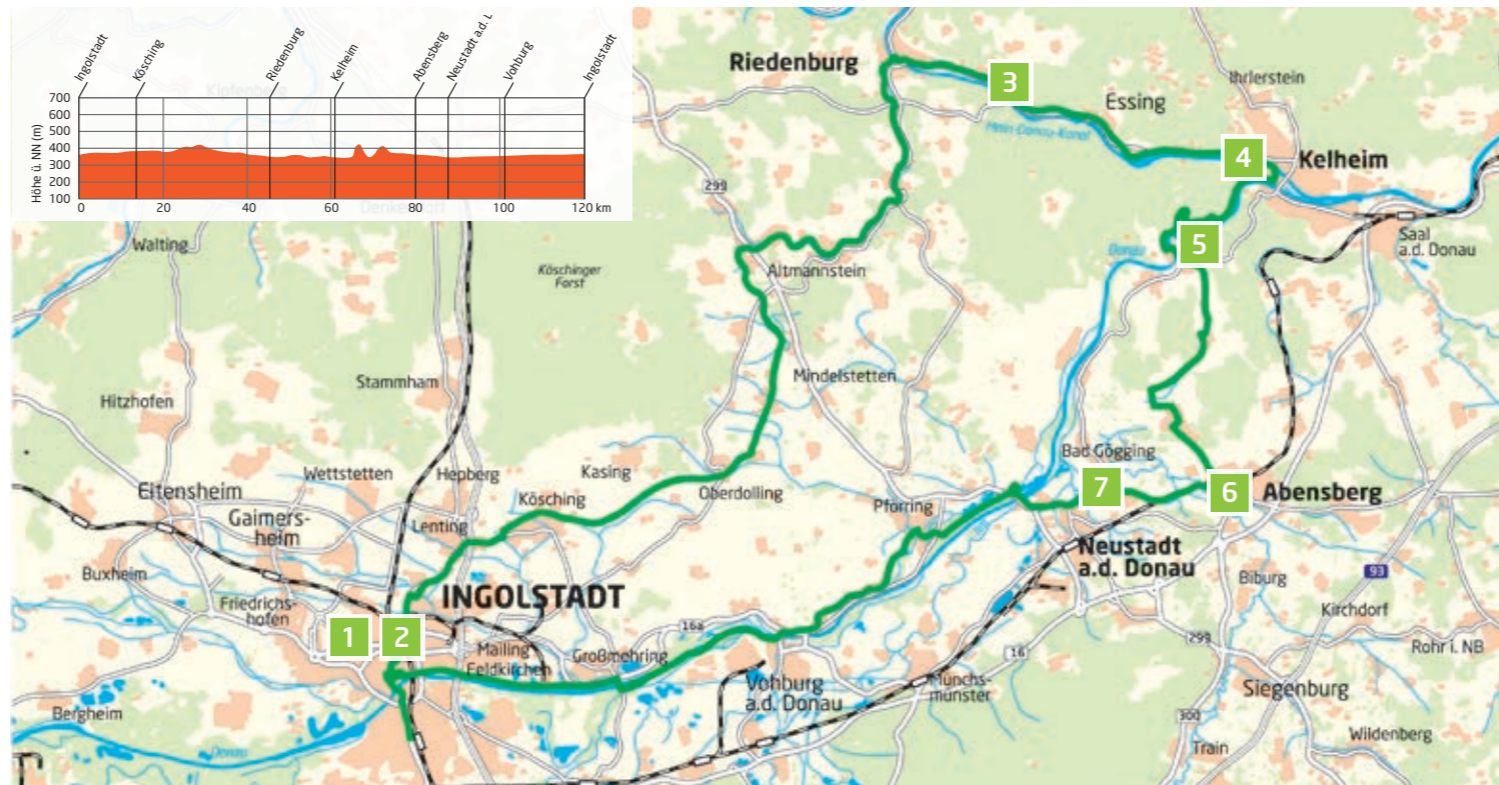 Ingolstadt
Kösching
Riedenburg
Kelheim
Abensberg
Neustadt a.d.
Vohburg
Ingolstadt
Höhe ü. NN (m)
700
600
500
400
300
200
100
0
20
40
60
80
100
120 km
Kipfenberg
Denkendorf
Riedenburg
3
Essing
Ihrlerstein
Main-Donau-Kanal
4
Kelheim
299
Walting
Köschinger
Forst
Altmannstein
Donau
5
Saal
a.d. Donau
Stammham
Mindelstetten
Hitzhofen
Bad Gögging
Wettstetten
Hepberg
Kasing
Eitensheim
Kösching
Oberdolling
7
6
Abensberg
Gaimers-
heim
Lenting
Pförring
Neustadt
a.d. Donau
Buxheim
Biburg
93
Friedrichs-
hofen
INGOLSTADT
Kirchdorf
1
2
16a
299
Mailing
Feldkirchen
Großmehring
16
Rohr i. NB
Vohburg
a.d. Donau
Münchs-
münster
Siegenburg
Bergheim
300
Donau
Train
Wildenberg